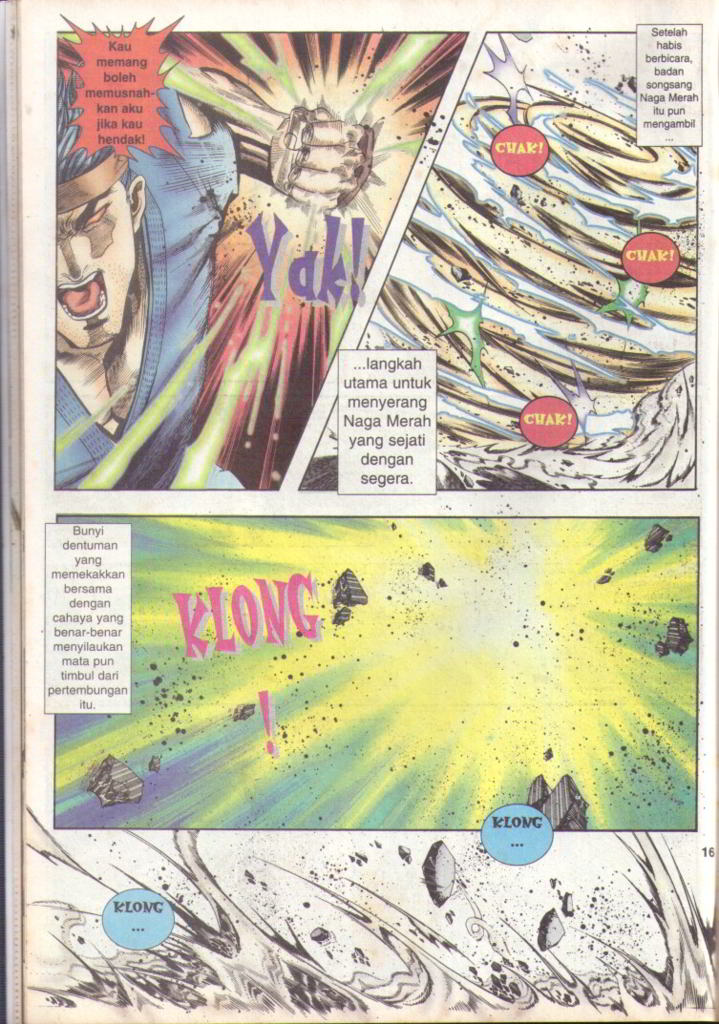 Kau
memang
boleh
memusnah-
kan aku
jika kau
hendak!
Yak!
Setelah
habis
berbicara,
badan
songsang
Naga Merah
itu pun
mengambil
...
CHAK!
CHAK!
CHAK!
...langkah
utama untuk
menyerang
Naga Merah
yang sejati
dengan
segera.
Bunyi
dentuman
yang
memekakkan
bersama
dengan
cahaya yang
benar-benar
menyilaukan
mata pun
timbul dari
pertembungan
itu.
KLONG
!
KLONG
...
KLONG
...
16